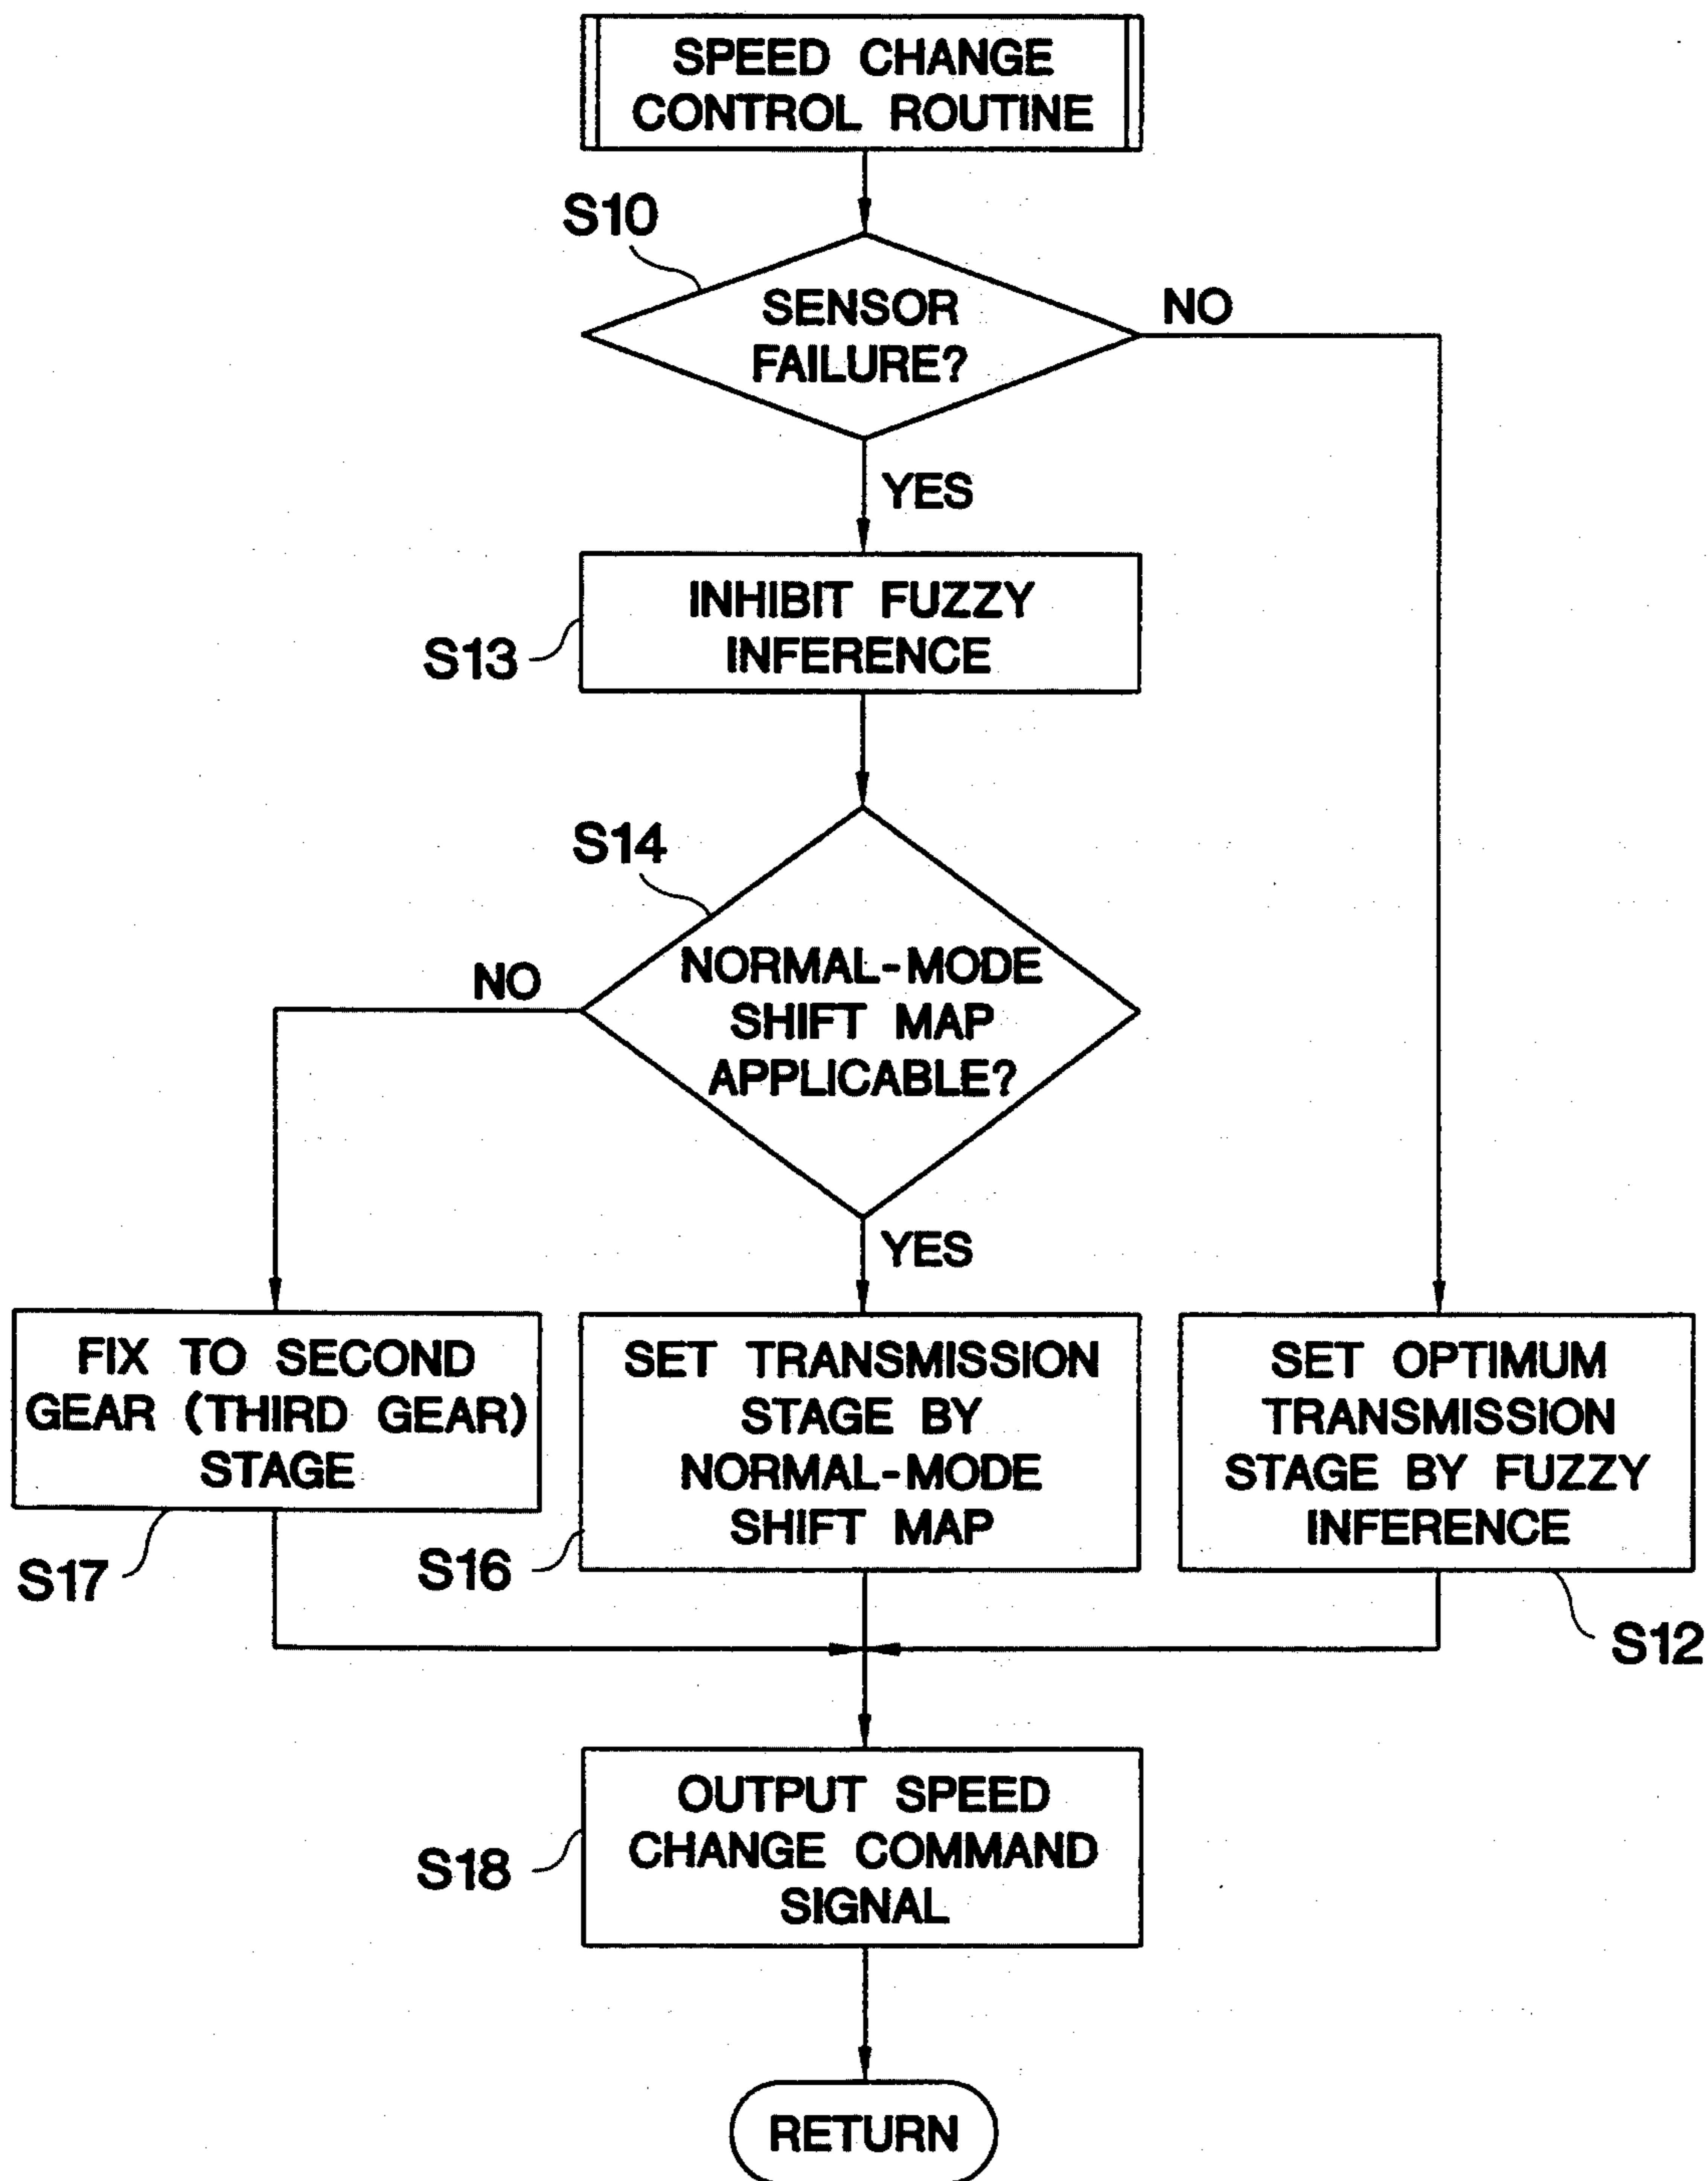 SPEED CHANGE
CONTROL ROUTINE
S10
SENSOR
FAILURE?
NO
YES
INHIBIT FUZZY
INFERENCE
S13
S14
NORMAL-MODE
SHIFT MAP
APPLICABLE?
NO
YES
FIX TO SECOND
GEAR (THIRD GEAR)
STAGE
S17
SET TRANSMISSION
STAGE BY
NORMAL-MODE
SHIFT MAP
S16
SET OPTIMUM
TRANSMISSION
STAGE BY FUZZY
INFERENCE
S12
OUTPUT SPEED
CHANGE COMMAND
SIGNAL
S18
RETURN